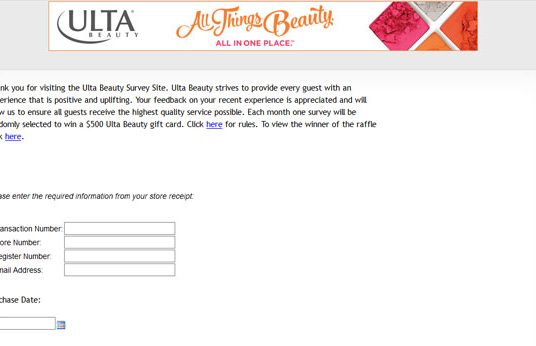 ULTA
BEAUTY
All Things Beauty,
ALL IN ONE PLACE.™
nk you for visiting the Ulta Beauty Survey Site. Ulta Beauty strives to provide every guest with an
erience that is positive and uplifting. Your feedback on your recent experience is appreciated and will
w us to ensure all guests receive the highest quality service possible. Each month one survey will be
domly selected to win a $500 Ulta Beauty gift card. Click here for rules. To view the winner of the raffle
k here.
ase enter the required information from your store receipt:
ansaction Number:
ore Number:
egister Number:
mail Address:
chase Date: